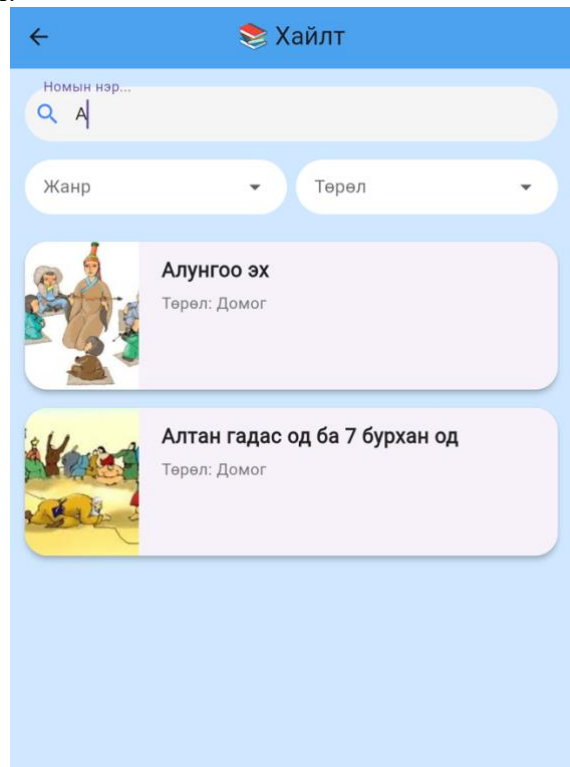 📚 Хайлт
Номын нэр...
А
Жанр
Төрөл
Алунгоо эх
Төрөл: Домог
Алтан гадас од ба 7 бурхан од
Төрөл: Домог